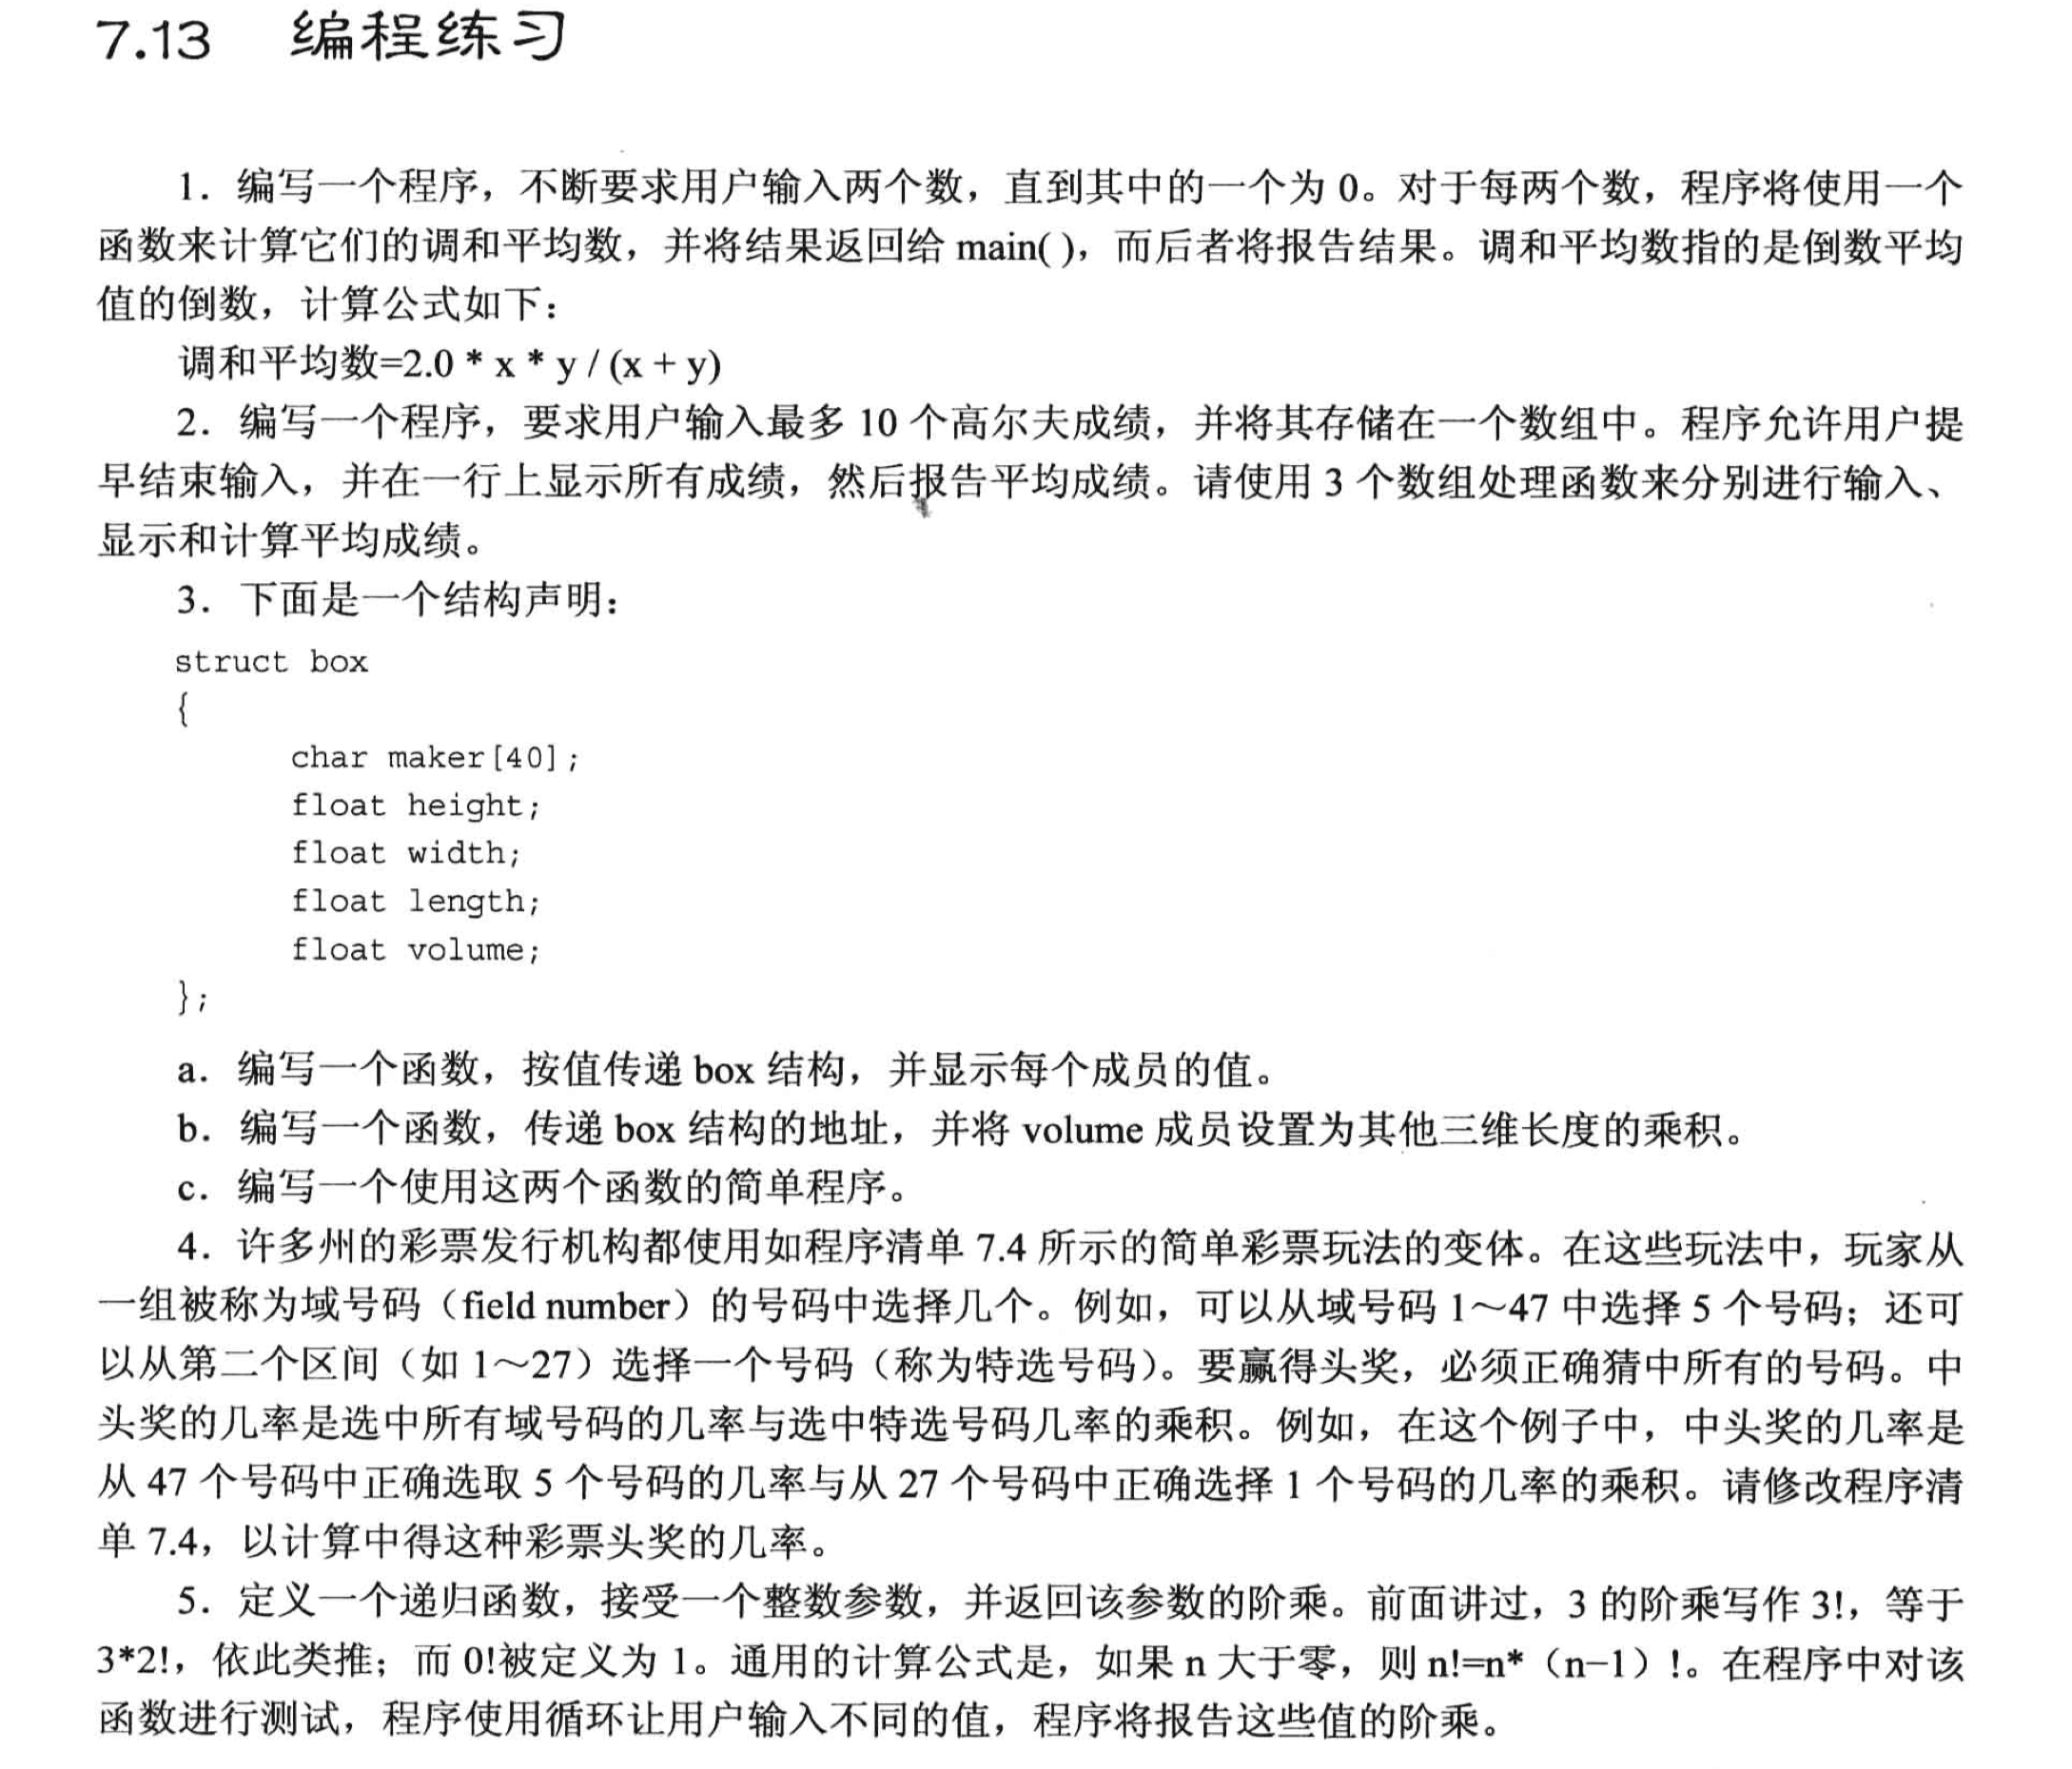 7.13 编程练习
1．编写一个程序，不断要求用户输入两个数，直到其中的一个为 0。对于每两个数，程序将使用一个
函数来计算它们的调和平均数，并将结果返回给 main( )，而后者将报告结果。调和平均数指的是倒数平均
值的倒数，计算公式如下：
调和平均数=2.0 * x * y / (x + y)
2．编写一个程序，要求用户输入最多 10 个高尔夫成绩，并将其存储在一个数组中。程序允许用户提
早结束输入，并在一行上显示所有成绩，然后报告平均成绩。请使用 3 个数组处理函数来分别进行输入、
显示和计算平均成绩。
3．下面是一个结构声明：
struct box
{
char maker[40];
float height;
float width;
float length;
float volume;
};
a．编写一个函数，按值传递 box 结构，并显示每个成员的值。
b．编写一个函数，传递 box 结构的地址，并将 volume 成员设置为其他三维长度的乘积。
c．编写一个使用这两个函数的简单程序。
4．许多州的彩票发行机构都使用如程序清单 7.4 所示的简单彩票玩法的变体。在这些玩法中，玩家从
一组被称为域号码（field number）的号码中选择几个。例如，可以从域号码 1～47 中选择 5 个号码；还可
以从第二个区间（如 1～27）选择一个号码（称为特选号码）。要赢得头奖，必须正确猜中所有的号码。中
头奖的几率是选中所有域号码的几率与选中特选号码几率的乘积。例如，在这个例子中，中头奖的几率是
从 47 个号码中正确选取 5 个号码的几率与从 27 个号码中正确选择 1 个号码的几率的乘积。请修改程序清
单 7.4，以计算中得这种彩票头奖的几率。
5．定义一个递归函数，接受一个整数参数，并返回该参数的阶乘。前面讲过，3 的阶乘写作 3!，等于
3*2!，依此类推；而 0!被定义为 1。通用的计算公式是，如果 n 大于零，则 n!=n*（n−1）!。在程序中对该
函数进行测试，程序使用循环让用户输入不同的值，程序将报告这些值的阶乘。